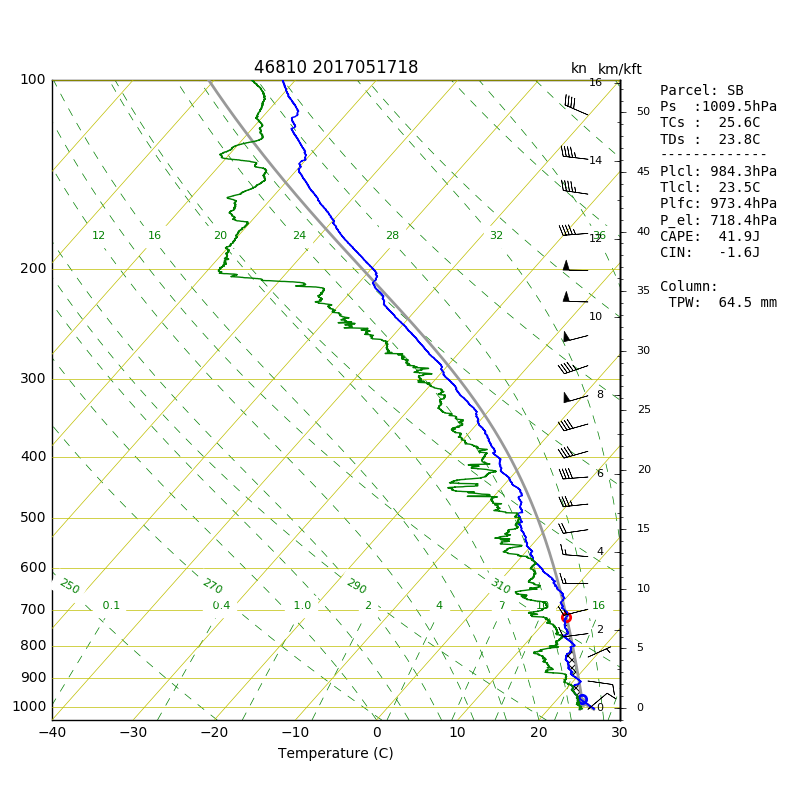 46810 2017051718
kn km/kft
100
200
300
400
500
600
700
800
900
1000
−40 −30 −20 −10 0 10 20 30
Temperature (C)
12 16 20 24 28 32 36
250 270 290 310
0.1 0.4 1.0 2 4 7 10 16
16
14
12
10
8
6
4
2
0
50
45
40
35
30
25
20
15
10
5
0
Parcel: SB
Ps  :1009.5hPa
TCs :  25.6C
TDs :  23.8C
-------------
Plcl: 984.3hPa
Tlcl:  23.5C
Plfc: 973.4hPa
P_el: 718.4hPa
CAPE:  41.9J
CIN:   -1.6J
Column:
TPW:  64.5 mm